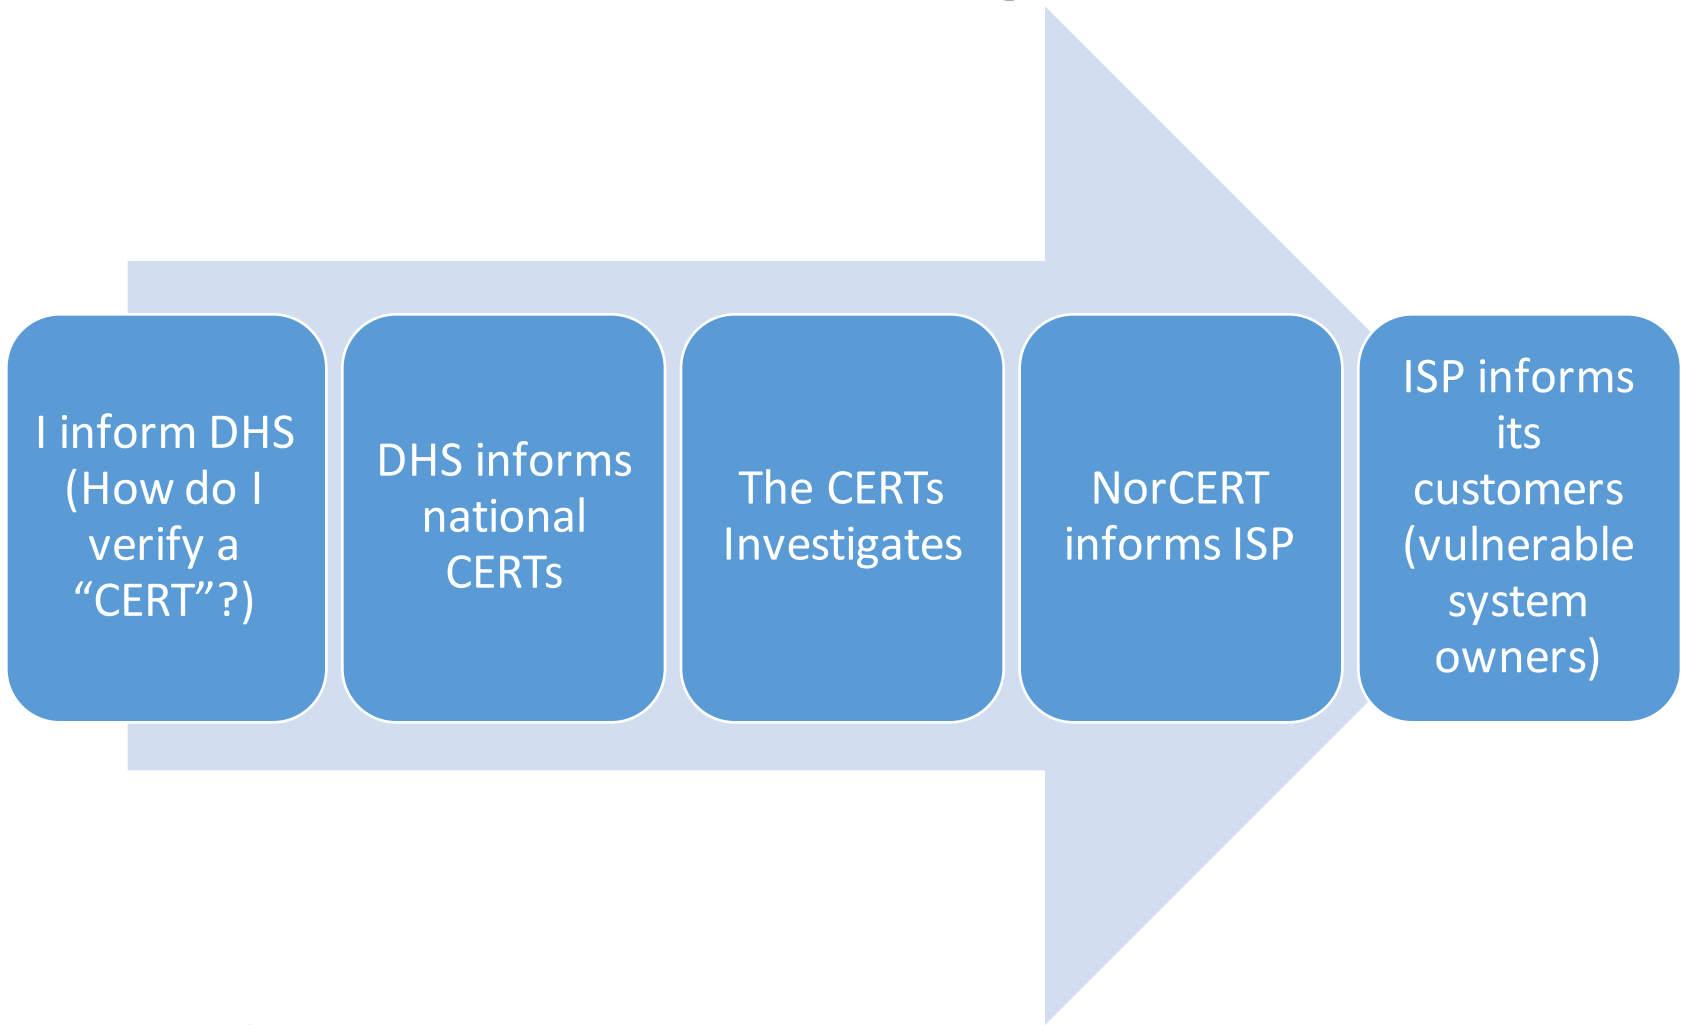 I inform DHS
(How do I
verify a
“CERT”?)
DHS informs
national
CERTs
The CERTs
Investigates
NorCERT
informs ISP
ISP informs
its
customers
(vulnerable
system
owners)